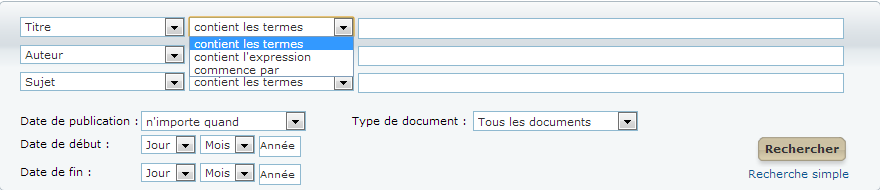 Titre contient les termes
contient les termes
Auteur contient l'expression
commence par
Sujet contient les termes
Date de publication : n'importe quand Type de document : Tous les documents
Date de début : Jour Mois Année
Rechercher
Date de fin : Jour Mois Année
Recherche simple